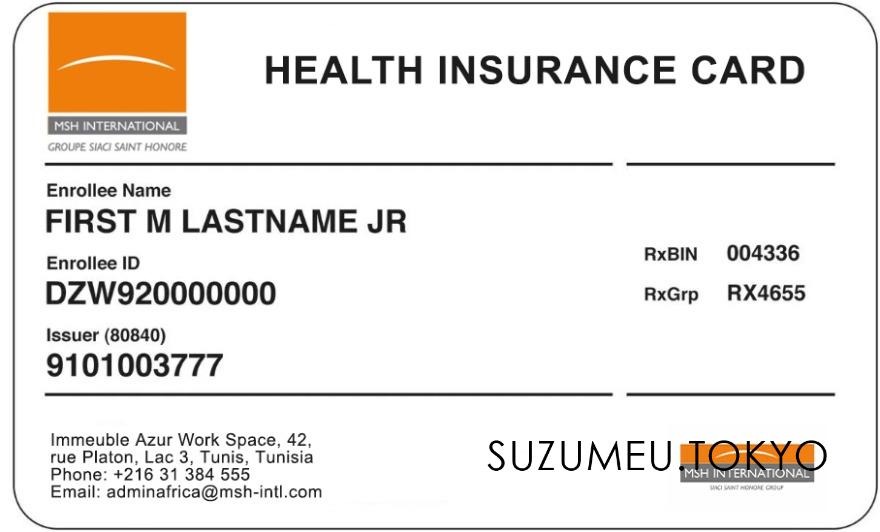 HEALTH INSURANCE CARD
MSH INTERNATIONAL
GROUPE SIACI SAINT HONORE
Enrollee Name
FIRST M LASTNAME JR
Enrollee ID
DZW920000000
Issuer (80840)
9101003777
RxBIN 004336
RxGrp RX4655
Immeuble Azur Work Space, 42,
rue Platon, Lac 3, Tunis, Tunisia
Phone: +216 31 384 555
Email: adminafrica@msh-intl.com
SUZUMEU.TOKYO
MSH INTERNATIONAL
SIACI SAINT HONORE GROUP